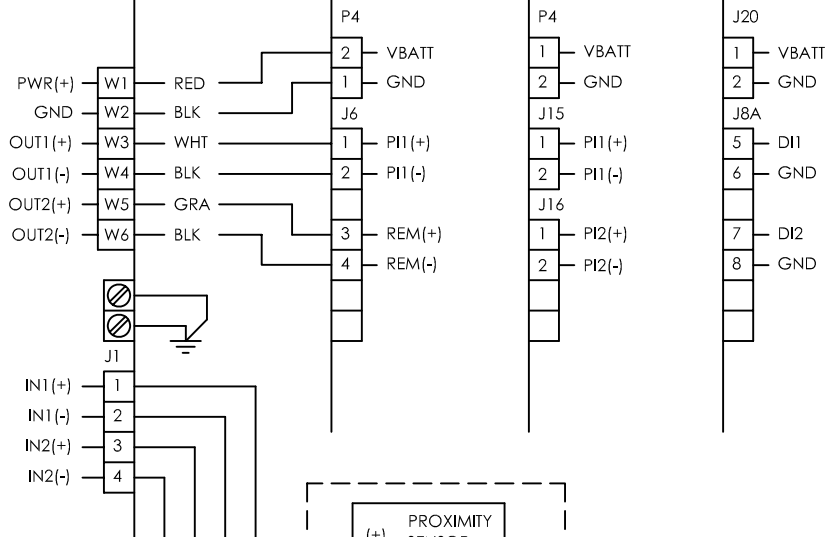 P4 P4 J20
2 VBATT 1 VBATT 1 VBATT
PWR(+) W1 RED 1 GND 2 GND 2 GND
GND W2 BLK J6 J15 J8A
OUT1(+) W3 WHT 1 PI1(+) 1 PI1(+) 5 DI1
OUT1(-) W4 BLK 2 PI1(-) 2 PI1(-) 6 GND
OUT2(+) W5 GRA J16
OUT2(-) W6 BLK 3 REM(+) 1 PI2(+) 7 DI2
4 REM(-) 2 PI2(-) 8 GND
J1
IN1(+) 1
IN1(-) 2
IN2(+) 3
IN2(-) 4
PROXIMITY
(+)